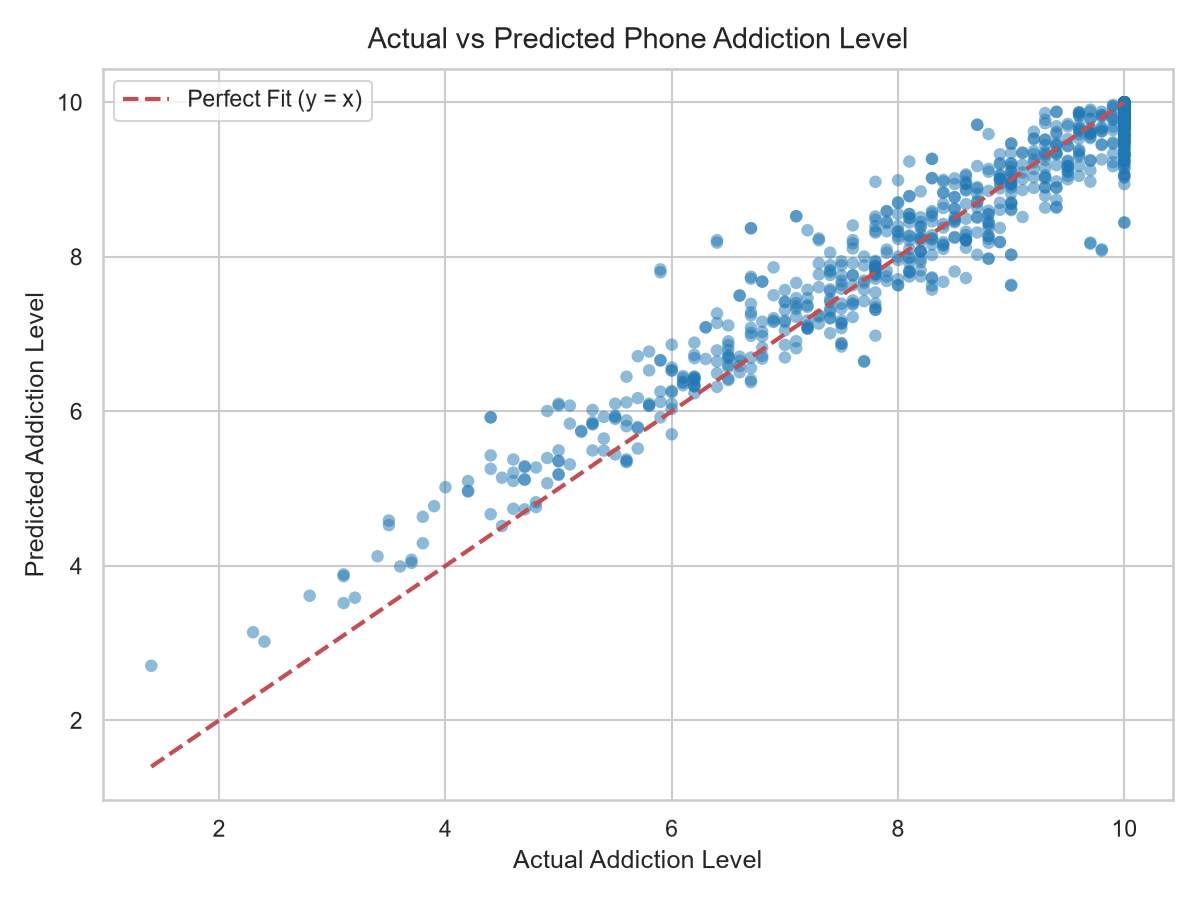 Actual vs Predicted Phone Addiction Level
Perfect Fit (y = x)
Predicted Addiction Level
10
8
6
4
2
2 4 6 8 10
Actual Addiction Level